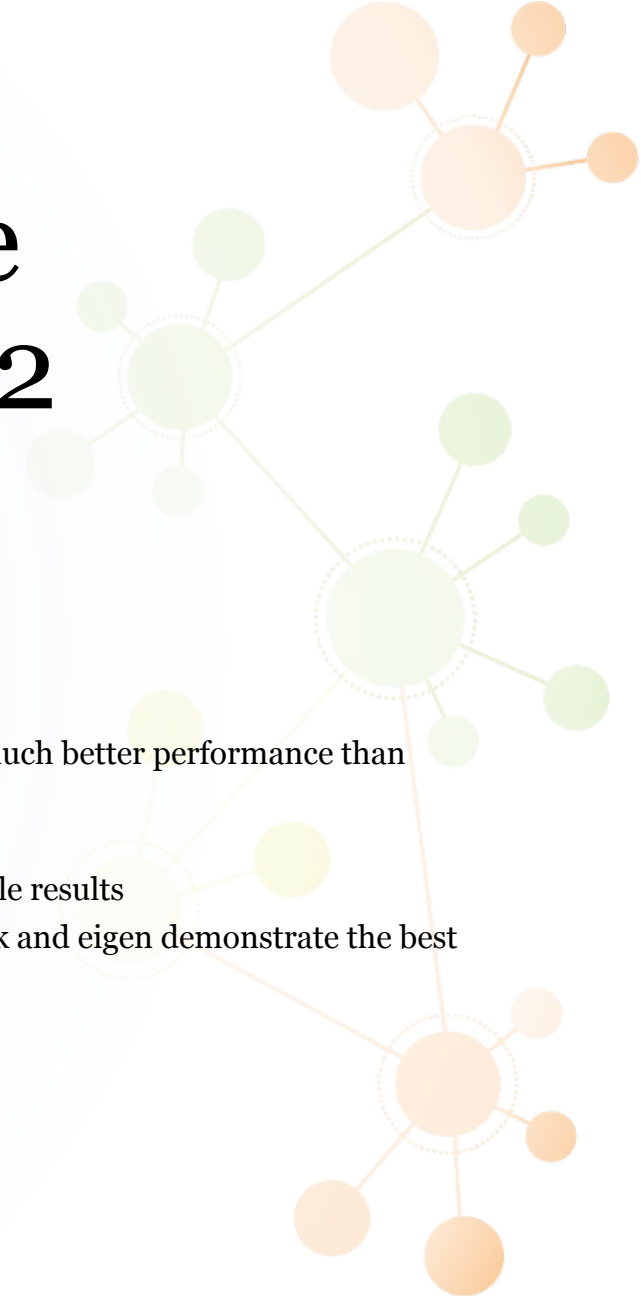 e
2
uch better performance than
le results
k and eigen demonstrate the best